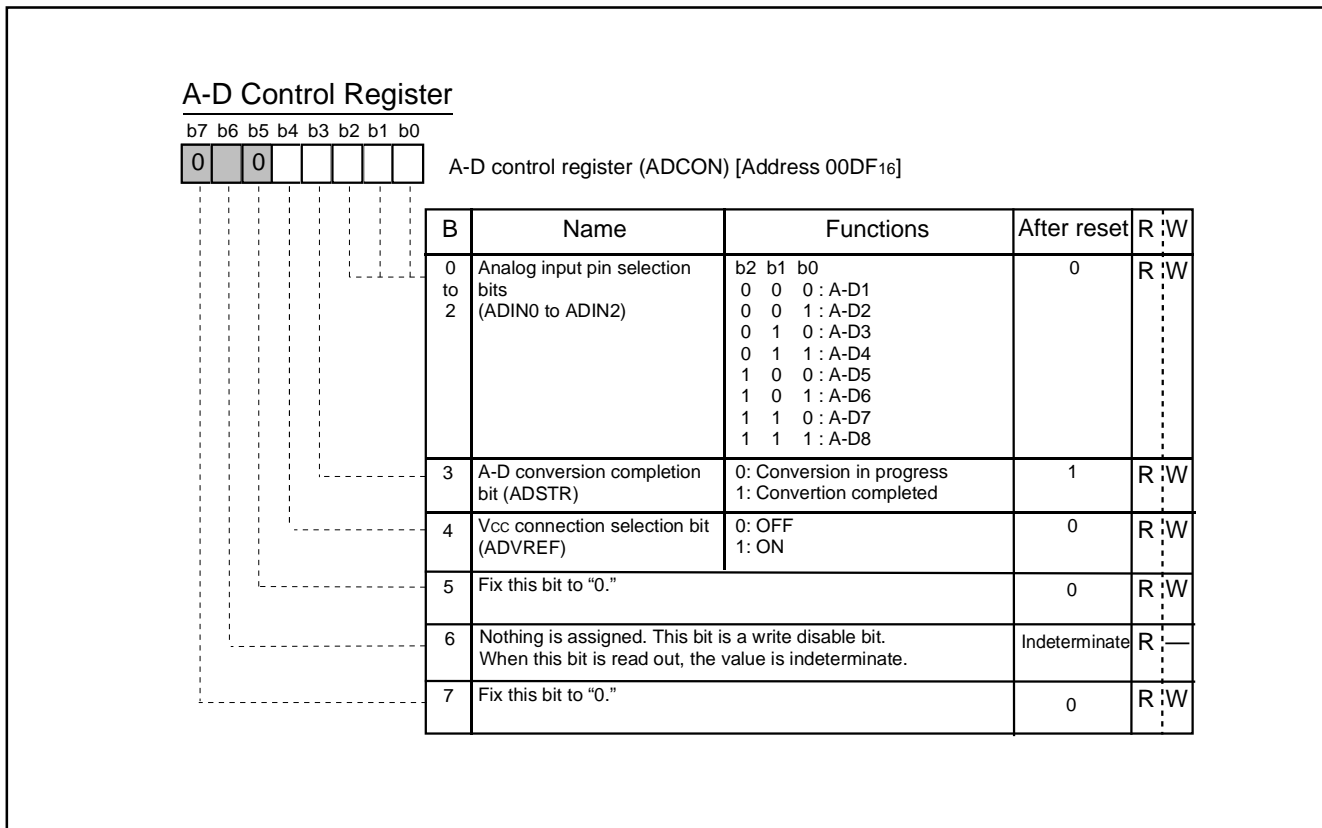 A-D Control Register
b7 b6 b5 b4 b3 b2 b1 b0
0 0
A-D control register (ADCON) [Address 00DF16]
B Name Functions After reset R W
0 to 2 Analog input pin selection bits (ADIN0 to ADIN2) b2 b1 b0 0 R W
0 0 0 : A-D1
0 0 1 : A-D2
0 1 0 : A-D3
0 1 1 : A-D4
1 0 0 : A-D5
1 0 1 : A-D6
1 1 0 : A-D7
1 1 1 : A-D8
3 A-D conversion completion bit (ADSTR) 0: Conversion in progress 1 R W
1: Convertion completed
4 Vcc connection selection bit (ADVREF) 0: OFF 0 R W
1: ON
5 Fix this bit to “0.” 0 R W
6 Nothing is assigned. This bit is a write disable bit. Indeterminate R —
When this bit is read out, the value is indeterminate.
7 Fix this bit to “0.” 0 R W